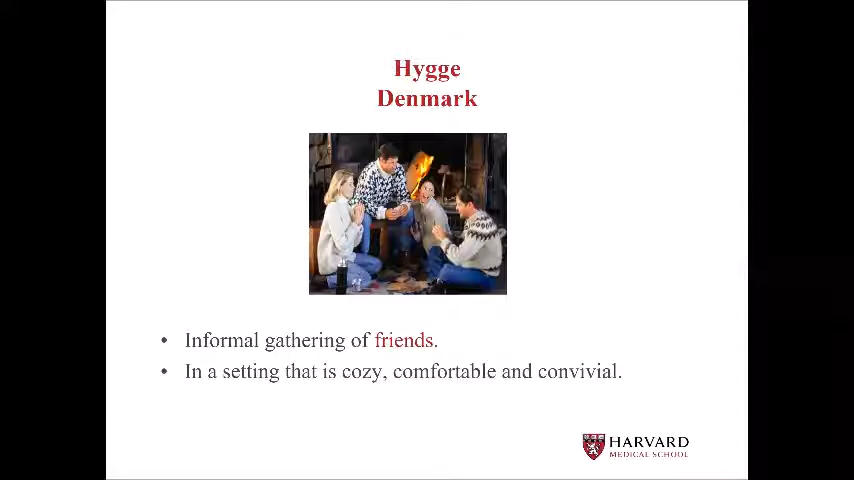 Hygge
Denmark
• Informal gathering of friends.
• In a setting that is cozy, comfortable and convivial.
HARVARD
MEDICAL SCHOOL